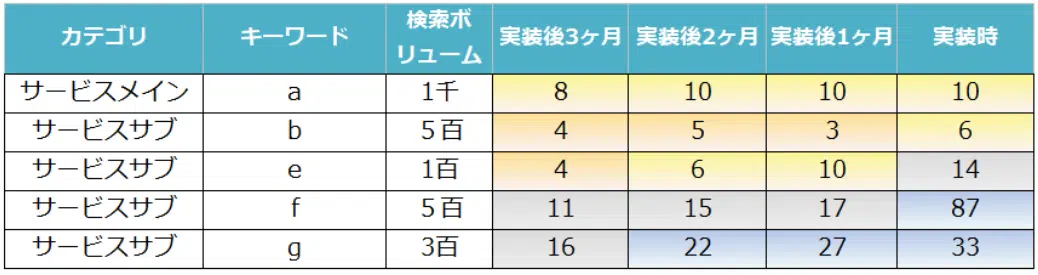 カテゴリ キーワード 検索ボリューム 実装後3ヶ月 実装後2ヶ月 実装後1ヶ月 実装時
サービスメイン a 1千 8 10 10 10
サービスサブ b 5百 4 5 3 6
サービスサブ e 1百 4 6 10 14
サービスサブ f 5百 11 15 17 87
サービスサブ g 3百 16 22 27 33